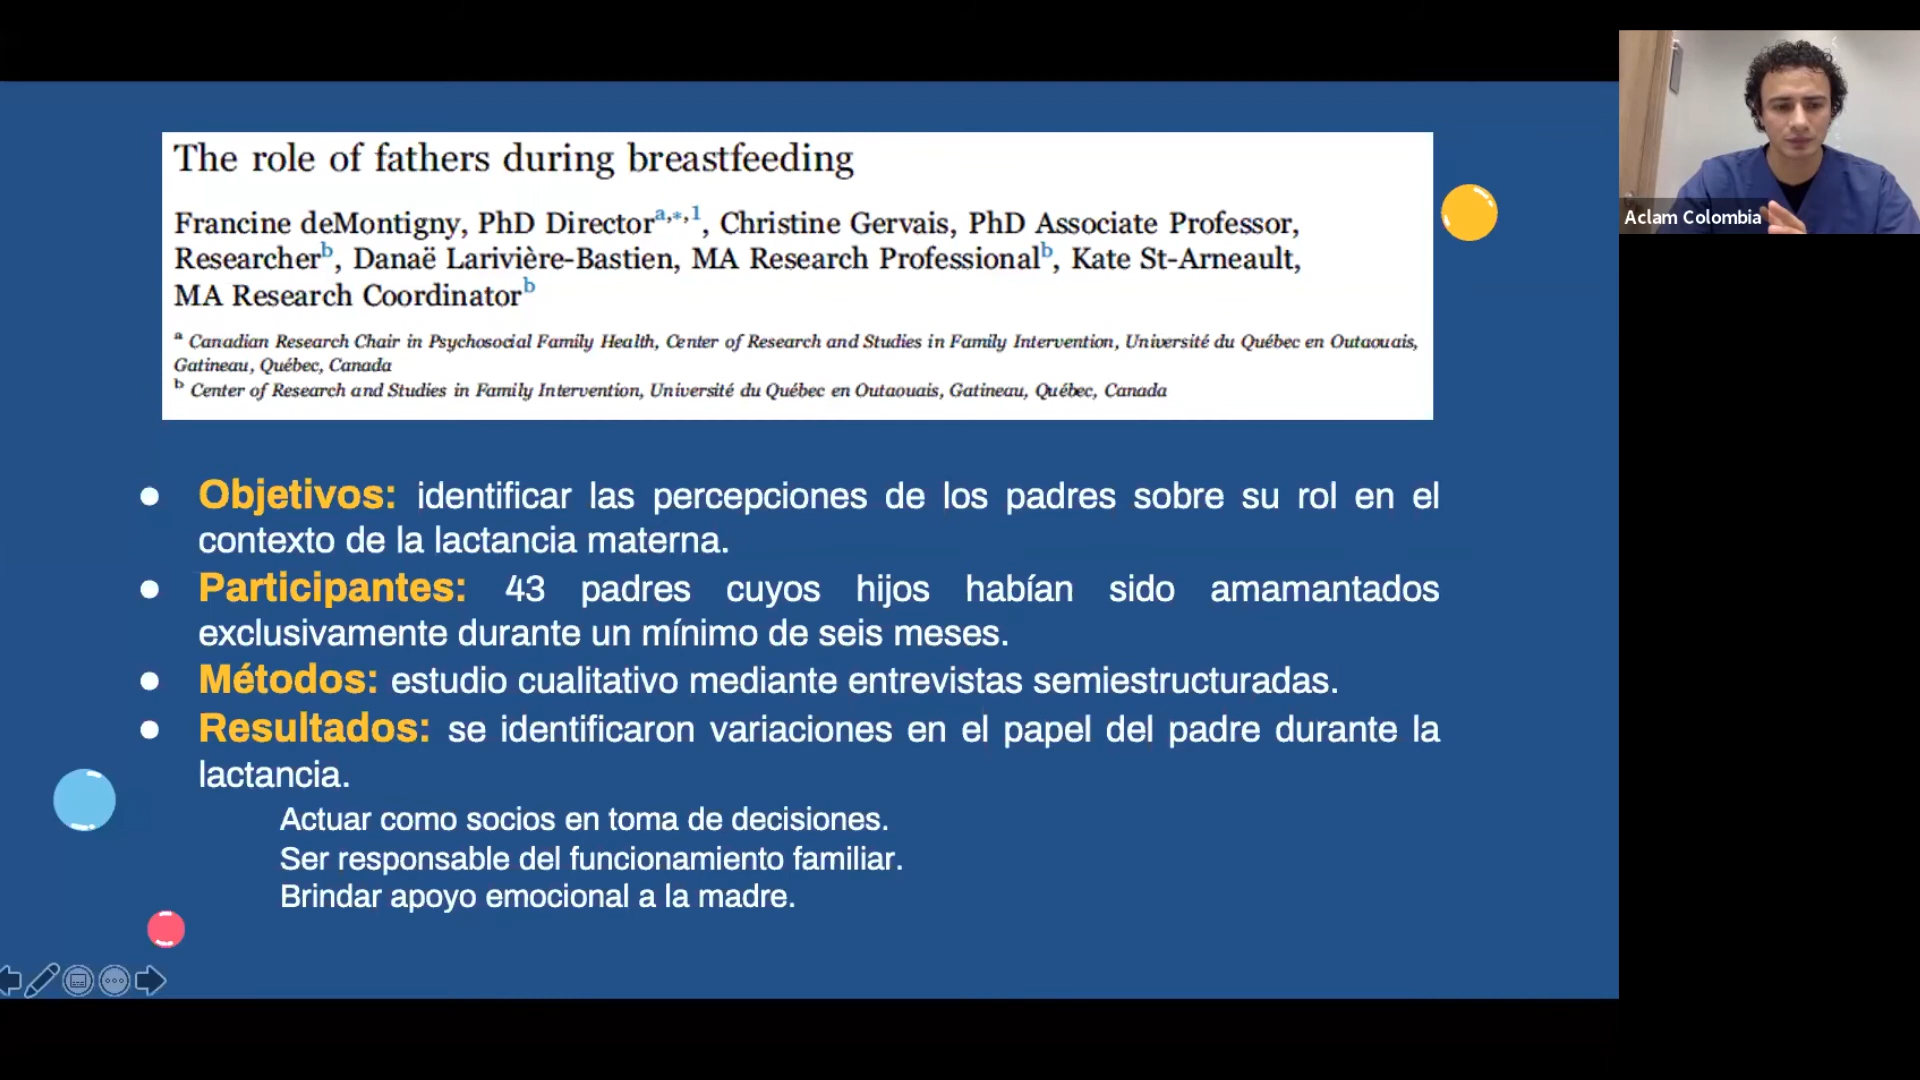 The role of fathers during breastfeeding
Francine deMontigny, PhD Director a,*,1, Christine Gervais, PhD Associate Professor,
Researcher b, Danaë Larivière-Bastien, MA Research Professional b, Kate St-Arneault,
MA Research Coordinator b
a Canadian Research Chair in Psychosocial Family Health, Center of Research and Studies in Family Intervention, Université du Québec en Outaouais,
Gatineau, Québec, Canada
b Center of Research and Studies in Family Intervention, Université du Québec en Outaouais, Gatineau, Québec, Canada
Aclam Colombia
● Objetivos: identificar las percepciones de los padres sobre su rol en el
contexto de la lactancia materna.
● Participantes: 43 padres cuyos hijos habían sido amamantados
exclusivamente durante un mínimo de seis meses.
● Métodos: estudio cualitativo mediante entrevistas semiestructuradas.
● Resultados: se identificaron variaciones en el papel del padre durante la
lactancia.
Actuar como socios en toma de decisiones.
Ser responsable del funcionamiento familiar.
Brindar apoyo emocional a la madre.